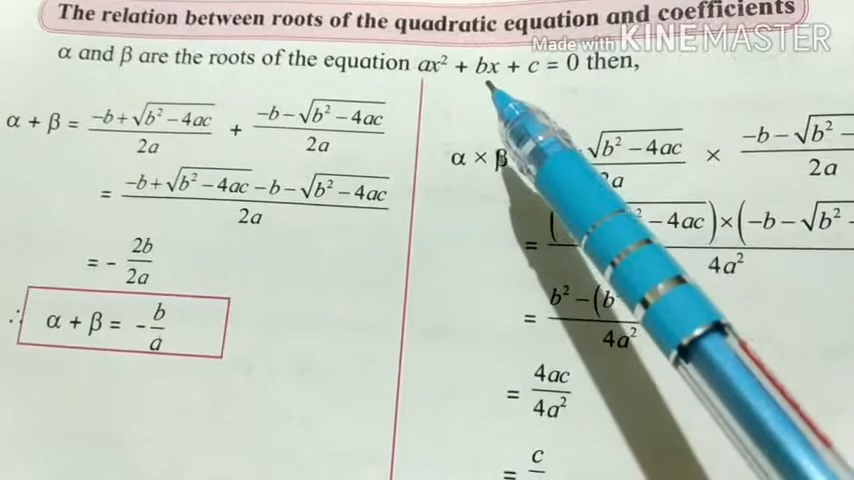 The relation between roots of the quadratic equation and coefficients
Made with KINEMASTER
α and β are the roots of the equation ax² + bx + c = 0 then,
α + β = (-b + √(b² - 4ac))/2a + (-b - √(b² - 4ac))/2a
= (-b + √(b² - 4ac) - b - √(b² - 4ac))/2a
= - 2b/2a
∴ α + β = - b/a
α × β √(b² - 4ac)/2a × (-b - √(b² -)/2a
= ( ² - 4ac) × (-b - √(b² -)/4a²
= b² - (b /4a²
= 4ac/4a²
= c